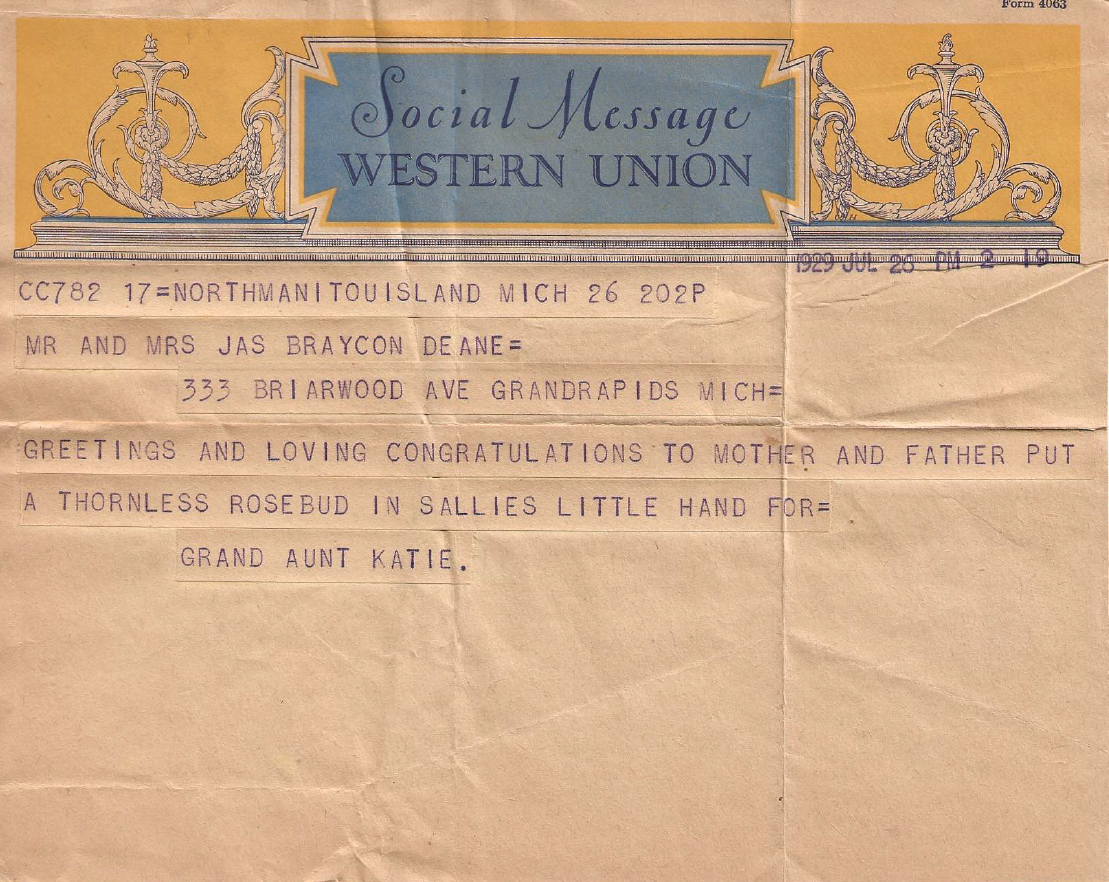 Form 4063
Social Message
WESTERN UNION
1929 JUL 26 PM 2 19
CC782 17=NORTHMANITOUISLAND MICH 26 202P
MR AND MRS JAS BRAYCON DEANE=
333 BRIARWOOD AVE GRANDRAPIDS MICH=
GREETINGS AND LOVING CONGRATULATIONS TO MOTHER AND FATHER PUT
A THORNLESS ROSEBUD IN SALLIES LITTLE HAND FOR=
GRAND AUNT KATIE.